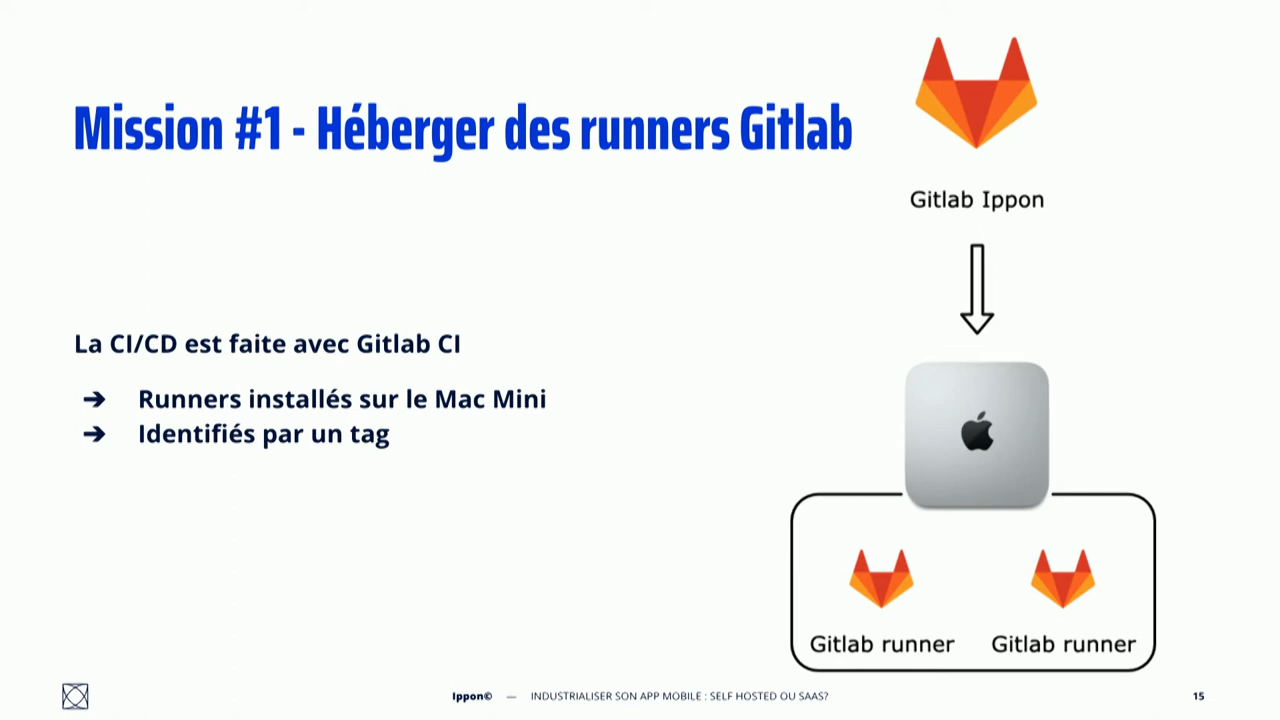 Mission #1 - Héberger des runners Gitlab
Gitlab Ippon
La CI/CD est faite avec Gitlab CI
➔ Runners installés sur le Mac Mini
➔ Identifiés par un tag
Gitlab runner
Gitlab runner
Ippon© — INDUSTRIALISER SON APP MOBILE : SELF HOSTED OU SAAS?
15